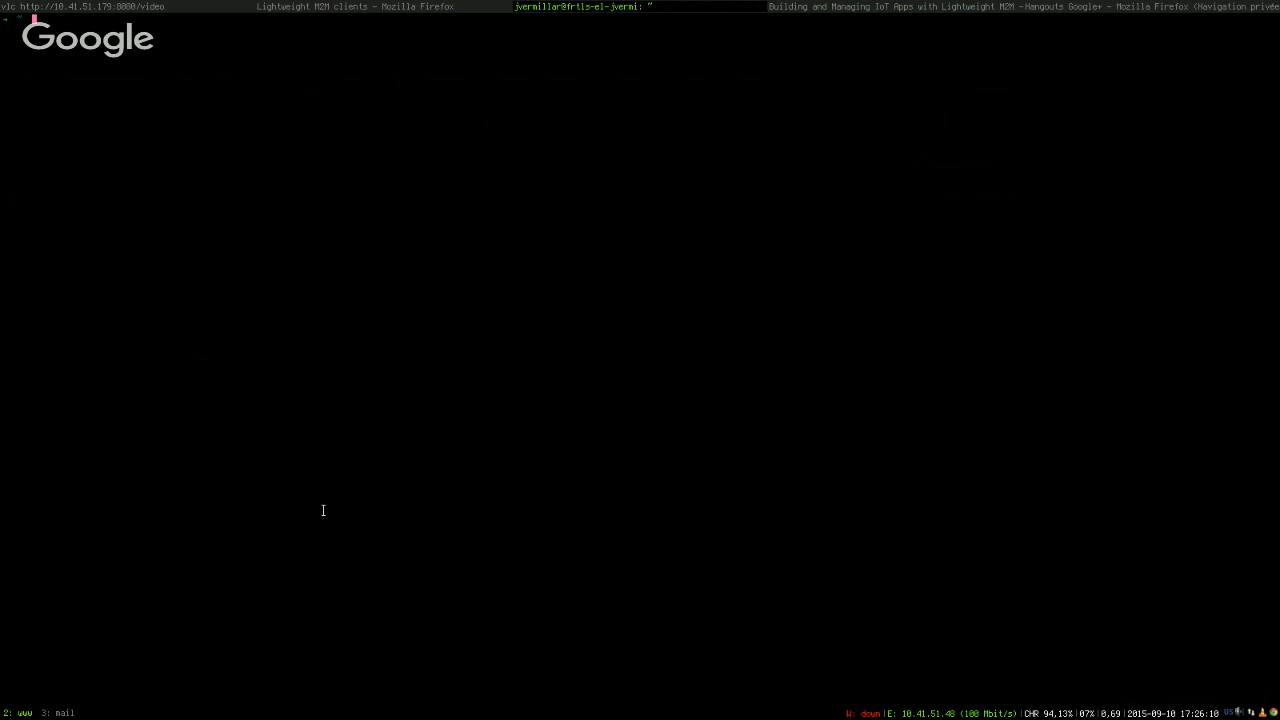 vlc http://10.41.51.179:8080/video
Lightweight M2M clients - Mozilla Firefox
jvermillar@frtls-el-jvermi: ~
Building and Managing IoT Apps with Lightweight M2M - Hangouts Google+ - Mozilla Firefox (Navigation privée
→ ~
Google
2: www 3: mail
W: down|E: 10.41.51.48 (100 Mbit/s)|CHR 94,13%|07%|0,69|2015-09-10 17:26:10 US